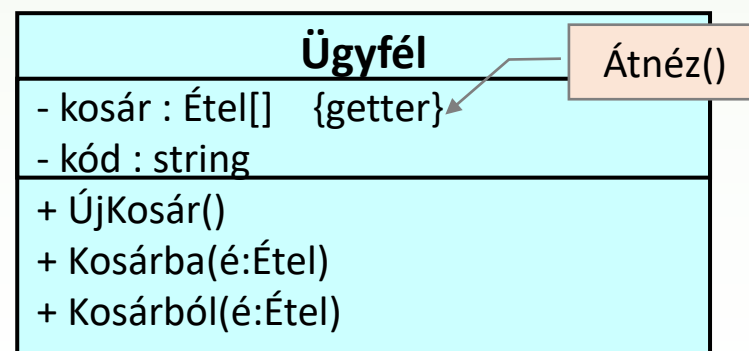 Ügyfél
Átnéz()
- kosár : Étel[] {getter}
- kód : string
+ ÚjKosár()
+ Kosárba(é:Étel)
+ Kosárból(é:Étel)